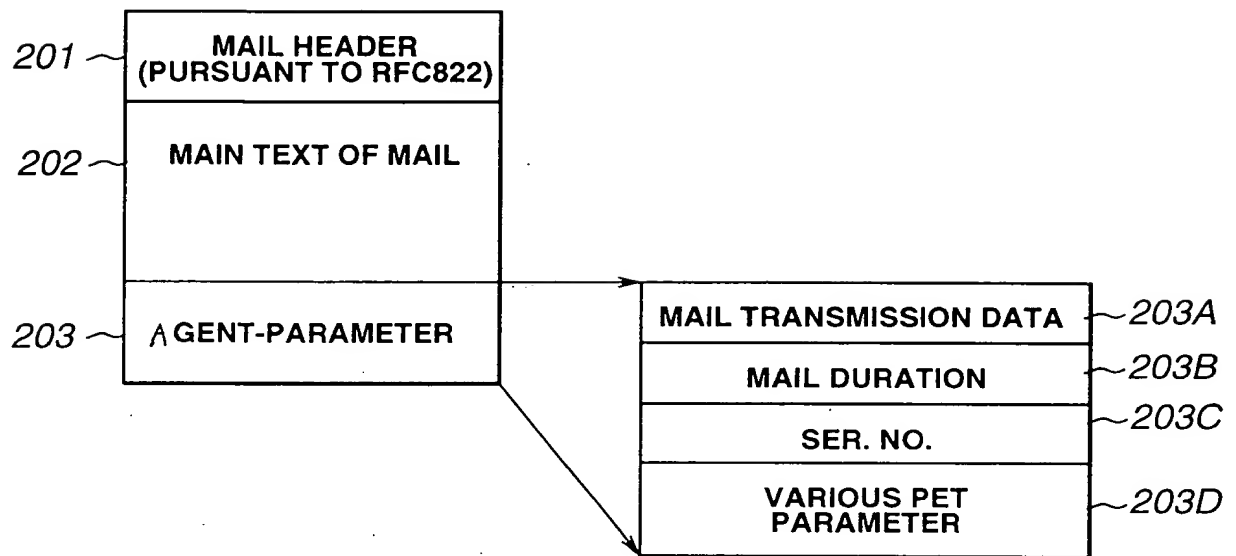 201
MAIL HEADER
(PURSUANT TO RFC822)
202
MAIN TEXT OF MAIL
203
AGENT-PARAMETER
MAIL TRANSMISSION DATA
203A
MAIL DURATION
203B
SER. NO.
203C
VARIOUS PET
PARAMETER
203D